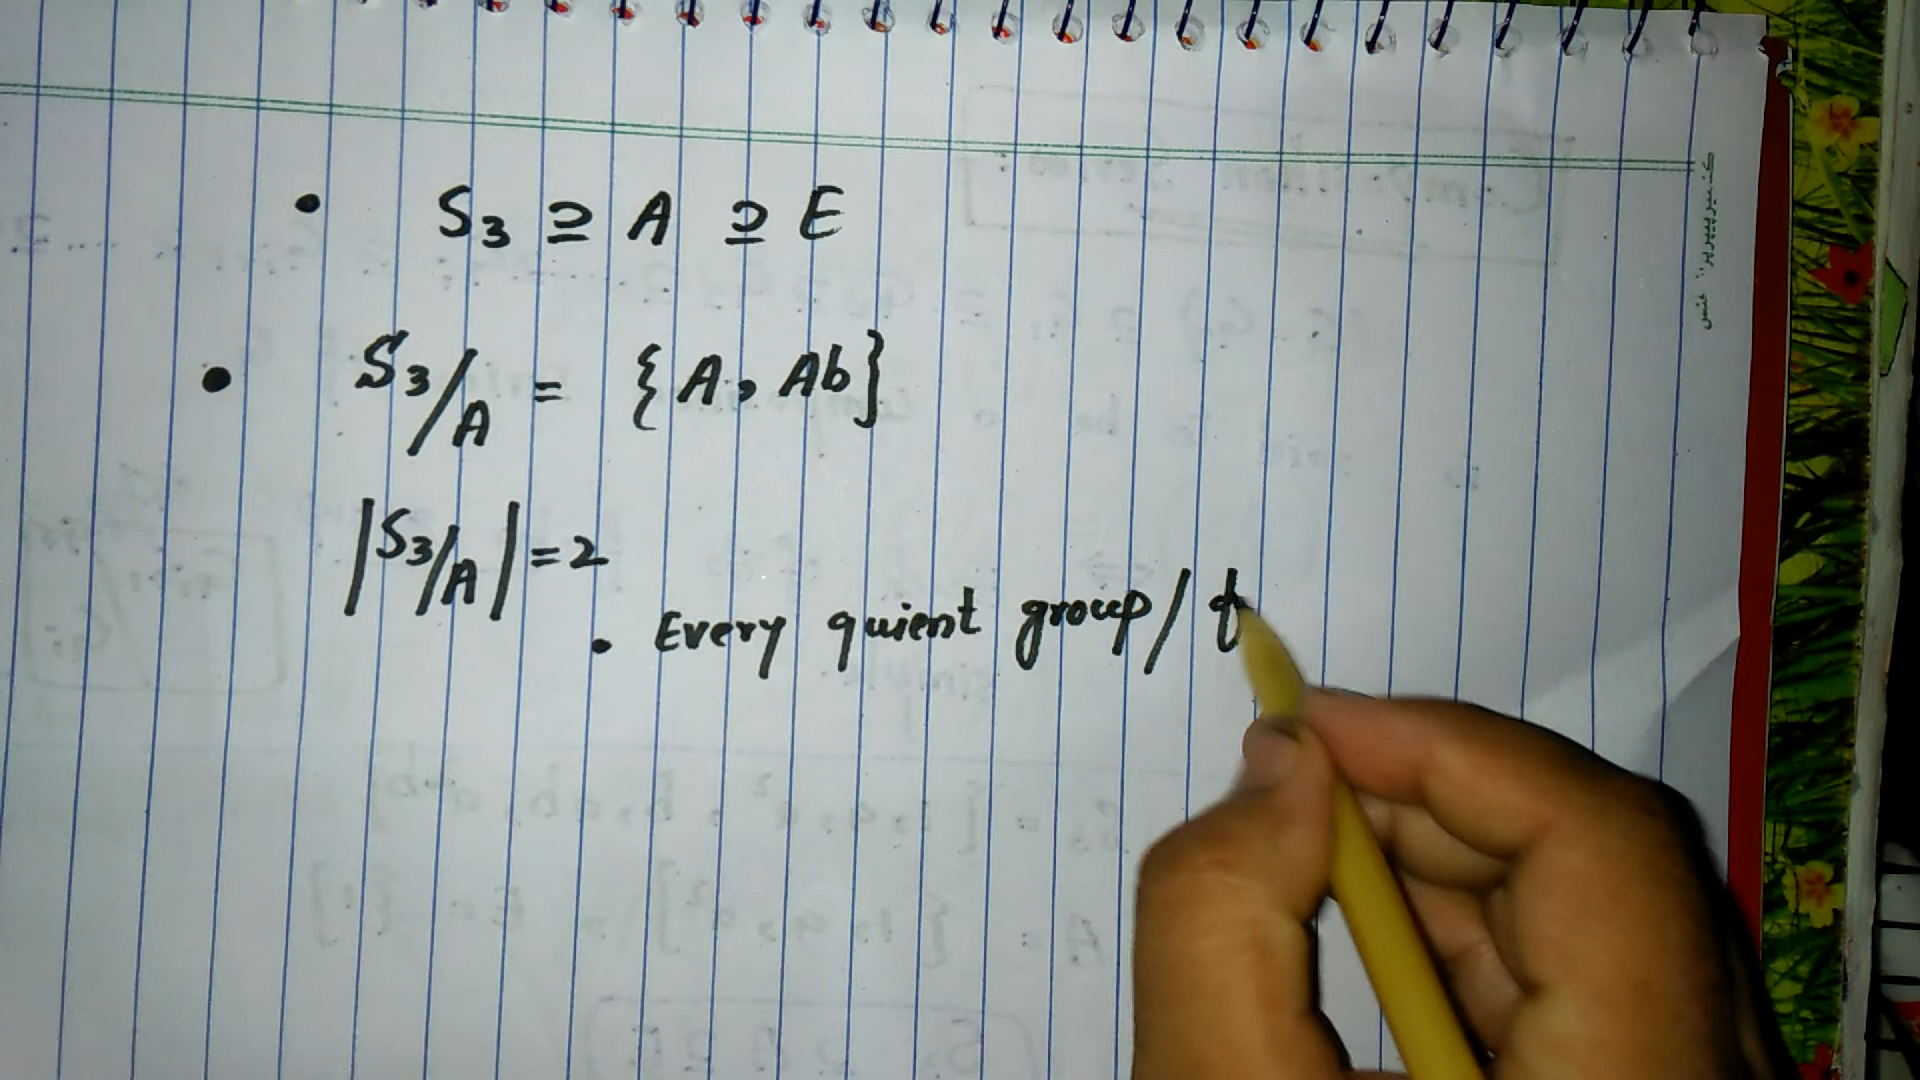 • S₃ ⊇ A ⊇ E
• S₃/A = {A, Ab}
|S₃/A| = 2
• Every quient group / f